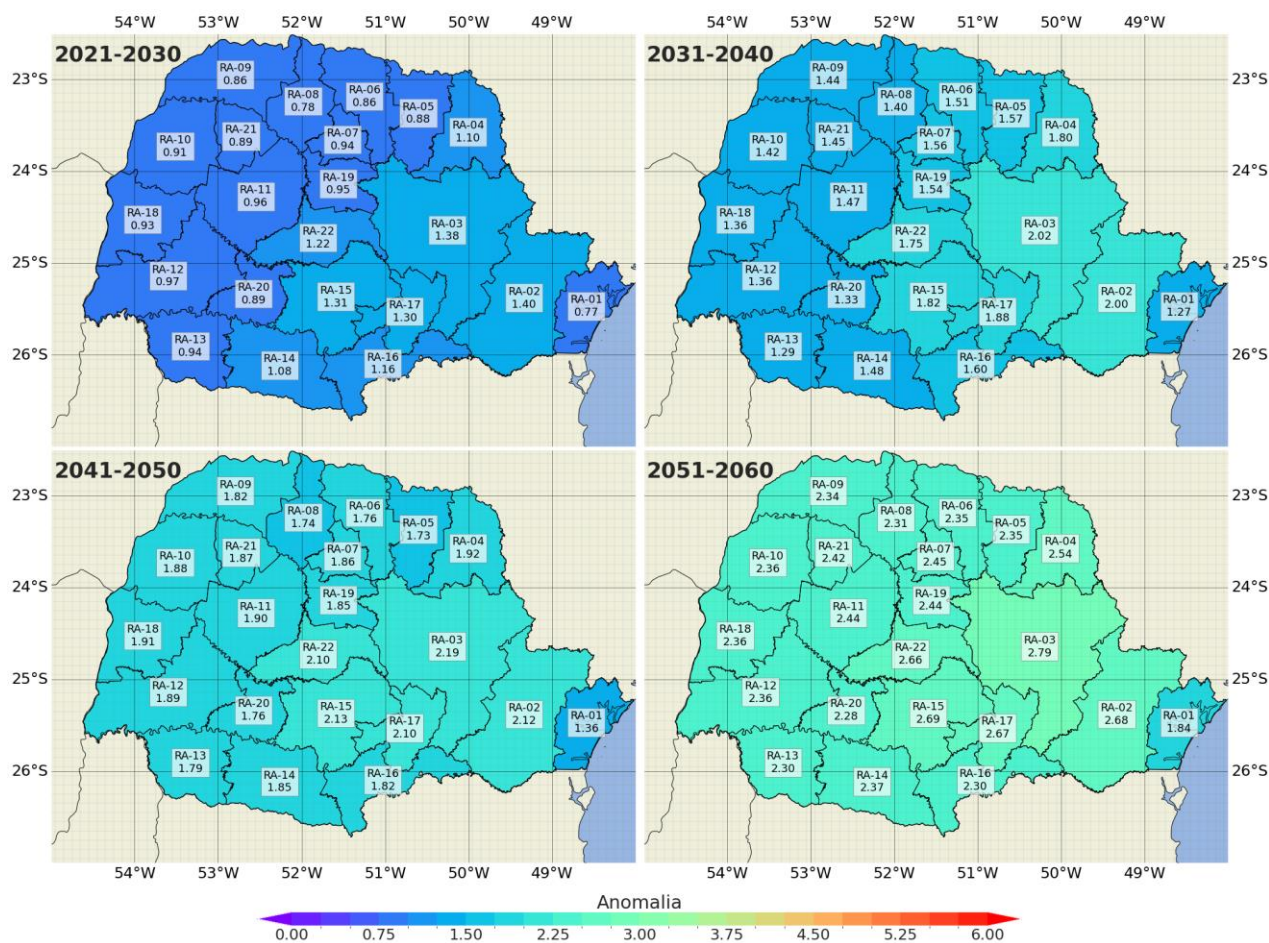 54°W 53°W 52°W 51°W 50°W 49°W 54°W 53°W 52°W 51°W 50°W 49°W
2021-2030
23°S
24°S
25°S
26°S
RA-09
0.86
RA-08
0.78
RA-06
0.86
RA-05
0.88
RA-04
1.10
RA-10
0.91
RA-21
0.89
RA-07
0.94
RA-19
0.95
RA-11
0.96
RA-18
0.93
RA-22
1.22
RA-03
1.38
RA-12
0.97
RA-20
0.89
RA-15
1.31
RA-17
1.30
RA-02
1.40
RA-01
0.77
RA-13
0.94
RA-14
1.08
RA-16
1.16
2031-2040
23°S
24°S
25°S
26°S
RA-09
1.44
RA-08
1.40
RA-06
1.51
RA-05
1.57
RA-04
1.80
RA-10
1.42
RA-21
1.45
RA-07
1.56
RA-19
1.54
RA-11
1.47
RA-18
1.36
RA-22
1.75
RA-03
2.02
RA-12
1.36
RA-20
1.33
RA-15
1.82
RA-17
1.88
RA-02
2.00
RA-01
1.27
RA-13
1.29
RA-14
1.48
RA-16
1.60
2041-2050
23°S
24°S
25°S
26°S
RA-09
1.82
RA-08
1.74
RA-06
1.76
RA-05
1.73
RA-04
1.92
RA-10
1.88
RA-21
1.87
RA-07
1.86
RA-19
1.85
RA-11
1.90
RA-18
1.91
RA-22
2.10
RA-03
2.19
RA-12
1.89
RA-20
1.76
RA-15
2.13
RA-17
2.10
RA-02
2.12
RA-01
1.36
RA-13
1.79
RA-14
1.85
RA-16
1.82
2051-2060
23°S
24°S
25°S
26°S
RA-09
2.34
RA-08
2.31
RA-06
2.35
RA-05
2.35
RA-04
2.54
RA-10
2.36
RA-21
2.42
RA-07
2.45
RA-19
2.44
RA-11
2.44
RA-18
2.36
RA-22
2.66
RA-03
2.79
RA-12
2.36
RA-20
2.28
RA-15
2.69
RA-17
2.67
RA-02
2.68
RA-01
1.84
RA-13
2.30
RA-14
2.37
RA-16
2.30
54°W 53°W 52°W 51°W 50°W 49°W 54°W 53°W 52°W 51°W 50°W 49°W
Anomalia
0.00 0.75 1.50 2.25 3.00 3.75 4.50 5.25 6.00